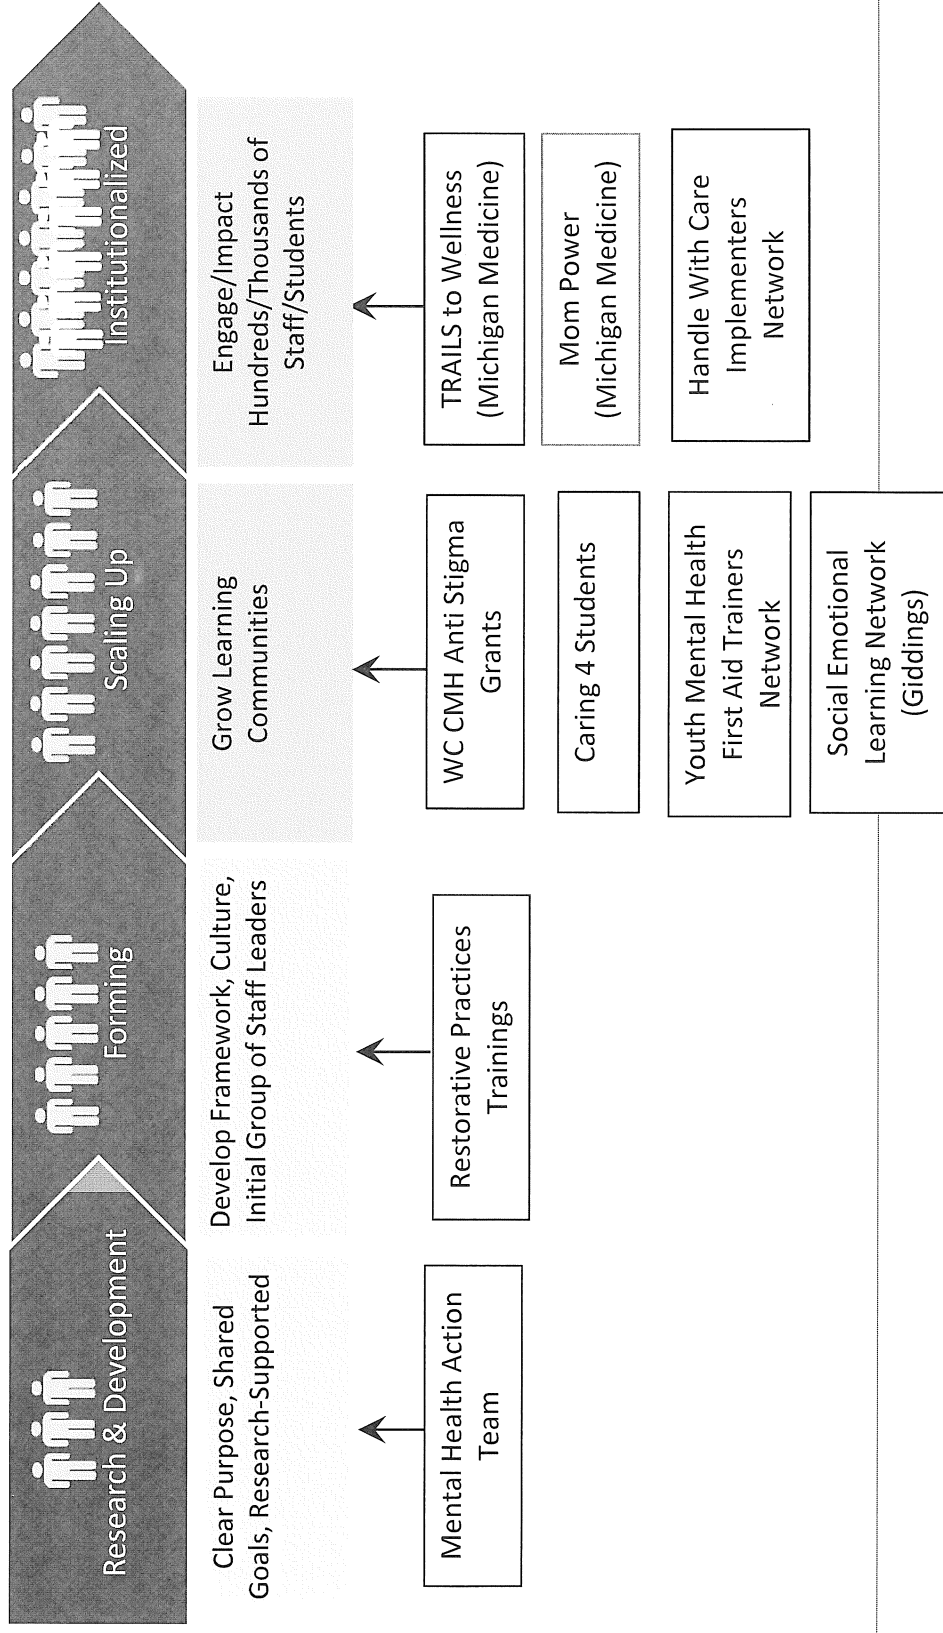 Research & Development
Forming
Scaling Up
Institutionalized
Clear Purpose, Shared
Goals, Research-Supported
Develop Framework, Culture,
Initial Group of Staff Leaders
Grow Learning
Communities
Engage/Impact
Hundreds/Thousands of
Staff/Students
Mental Health Action
Team
Restorative Practices
Trainings
WC CMH Anti Stigma
Grants
Caring 4 Students
Youth Mental Health
First Aid Trainers
Network
Social Emotional
Learning Network
(Giddings)
TRAILS to Wellness
(Michigan Medicine)
Mom Power
(Michigan Medicine)
Handle With Care
Implementers
Network